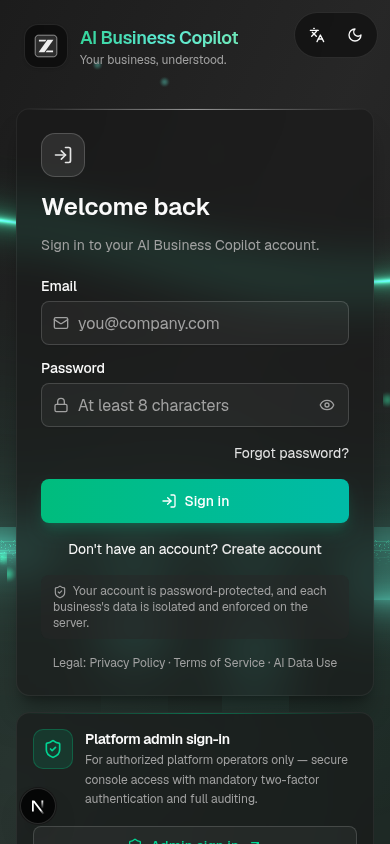 AI Business Copilot
Your business, understood.
Welcome back
Sign in to your AI Business Copilot account.
Email
you@company.com
Password
At least 8 characters
Forgot password?
Sign in
Don't have an account? Create account
Your account is password-protected, and each
business's data is isolated and enforced on the
server.
Legal: Privacy Policy · Terms of Service · AI Data Use
Platform admin sign-in
For authorized platform operators only — secure
console access with mandatory two-factor
authentication and full auditing.
Admin sign in